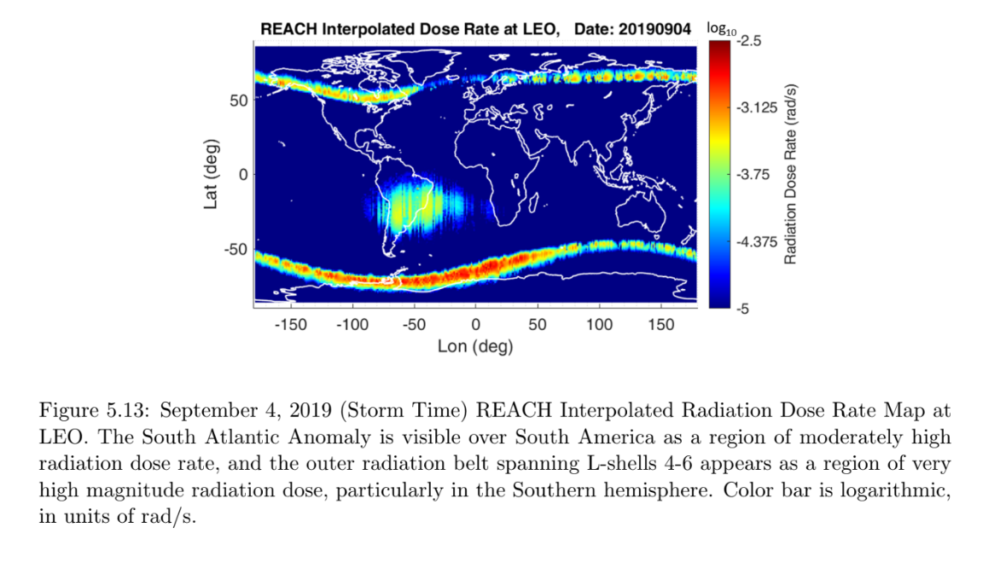 REACH Interpolated Dose Rate at LEO,   Date: 20190904
log10
-2.5
-3.125
-3.75
-4.375
-5
Radiation Dose Rate (rad/s)
Lat (deg)
50
0
-50
-150 -100 -50 0 50 100 150
Lon (deg)
Figure 5.13: September 4, 2019 (Storm Time) REACH Interpolated Radiation Dose Rate Map at
LEO. The South Atlantic Anomaly is visible over South America as a region of moderately high
radiation dose rate, and the outer radiation belt spanning L-shells 4-6 appears as a region of very
high magnitude radiation dose, particularly in the Southern hemisphere. Color bar is logarithmic,
in units of rad/s.